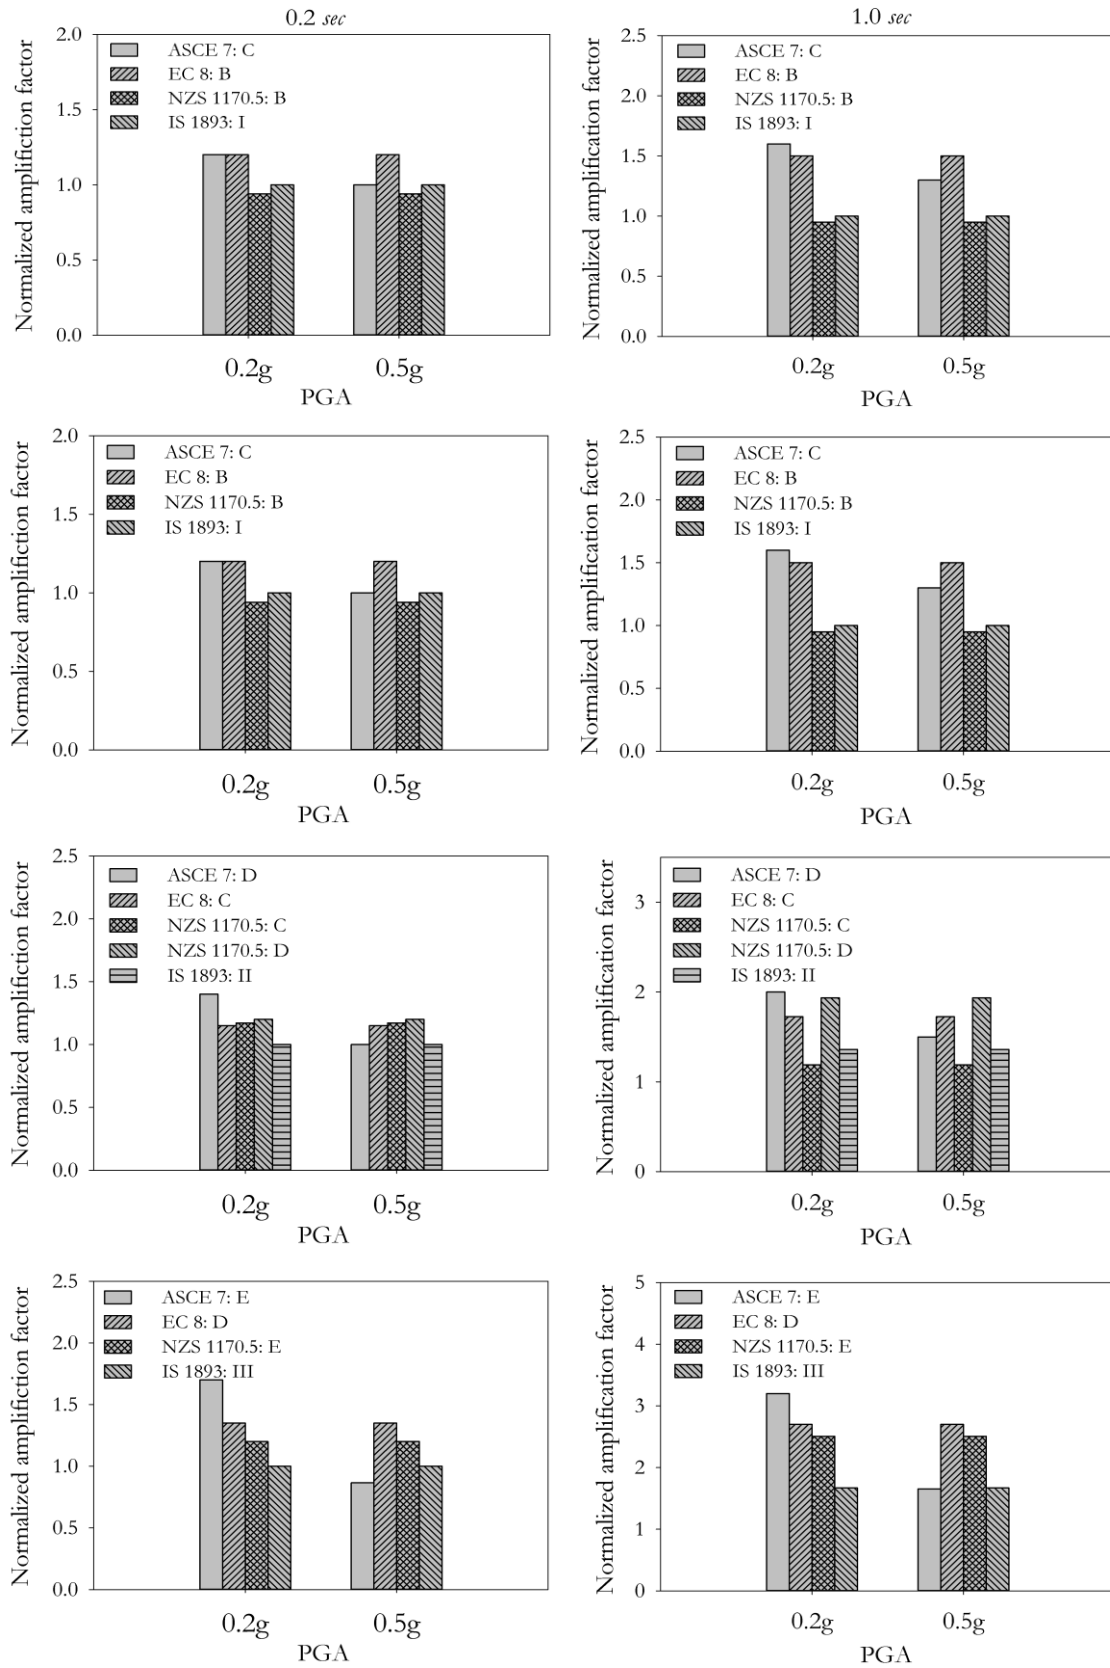 0.2 sec
Normalized amplifiction factor
2.0
1.5
1.0
0.5
0.0
ASCE 7: C
EC 8: B
NZS 1170.5: B
IS 1893: I
0.2g
0.5g
PGA
1.0 sec
Normalized amplification factor
2.5
2.0
1.5
1.0
0.5
0.0
ASCE 7: C
EC 8: B
NZS 1170.5: B
IS 1893: I
0.2g
0.5g
PGA
Normalized amplifiction factor
2.0
1.5
1.0
0.5
0.0
ASCE 7: C
EC 8: B
NZS 1170.5: B
IS 1893: I
0.2g
0.5g
PGA
Normalized amplification factor
2.5
2.0
1.5
1.0
0.5
0.0
ASCE 7: C
EC 8: B
NZS 1170.5: B
IS 1893: I
0.2g
0.5g
PGA
Normalized amplifiction factor
2.5
2.0
1.5
1.0
0.5
0.0
ASCE 7: D
EC 8: C
NZS 1170.5: C
NZS 1170.5: D
IS 1893: II
0.2g
0.5g
PGA
Normalized amplification factor
3
2
1
0
ASCE 7: D
EC 8: C
NZS 1170.5: C
NZS 1170.5: D
IS 1893: II
0.2g
0.5g
PGA
Normalized amplifiction factor
2.5
2.0
1.5
1.0
0.5
0.0
ASCE 7: E
EC 8: D
NZS 1170.5: E
IS 1893: III
0.2g
0.5g
PGA
Normalized amplification factor
5
4
3
2
1
0
ASCE 7: E
EC 8: D
NZS 1170.5: E
IS 1893: III
0.2g
0.5g
PGA